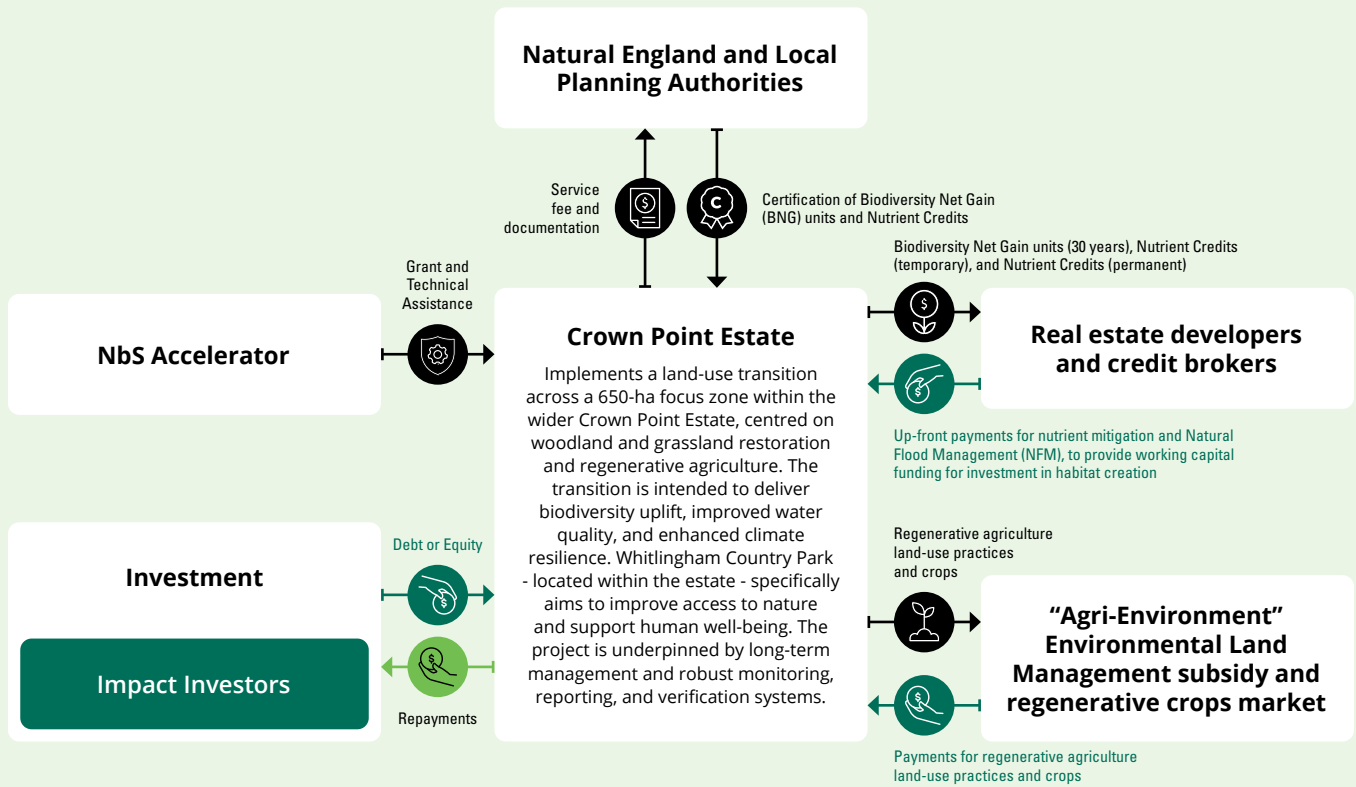 Natural England and Local
Planning Authorities
Service
fee and
documentation
Certification of Biodiversity Net Gain
(BNG) units and Nutrient Credits
Grant and
Technical
Assistance
NbS Accelerator
Crown Point Estate
Implements a land-use transition
across a 650-ha focus zone within the
wider Crown Point Estate, centred on
woodland and grassland restoration
and regenerative agriculture. The
transition is intended to deliver
biodiversity uplift, improved water
quality, and enhanced climate
resilience. Whitlingham Country Park
- located within the estate - specifically
aims to improve access to nature
and support human well-being. The
project is underpinned by long-term
management and robust monitoring,
reporting, and verification systems.
Biodiversity Net Gain units (30 years), Nutrient Credits
(temporary), and Nutrient Credits (permanent)
Real estate developers
and credit brokers
Up-front payments for nutrient mitigation and Natural
Flood Management (NFM), to provide working capital
funding for investment in habitat creation
Investment
Impact Investors
Debt or Equity
Repayments
Regenerative agriculture
land-use practices
and crops
“Agri-Environment”
Environmental Land
Management subsidy and
regenerative crops market
Payments for regenerative agriculture
land-use practices and crops